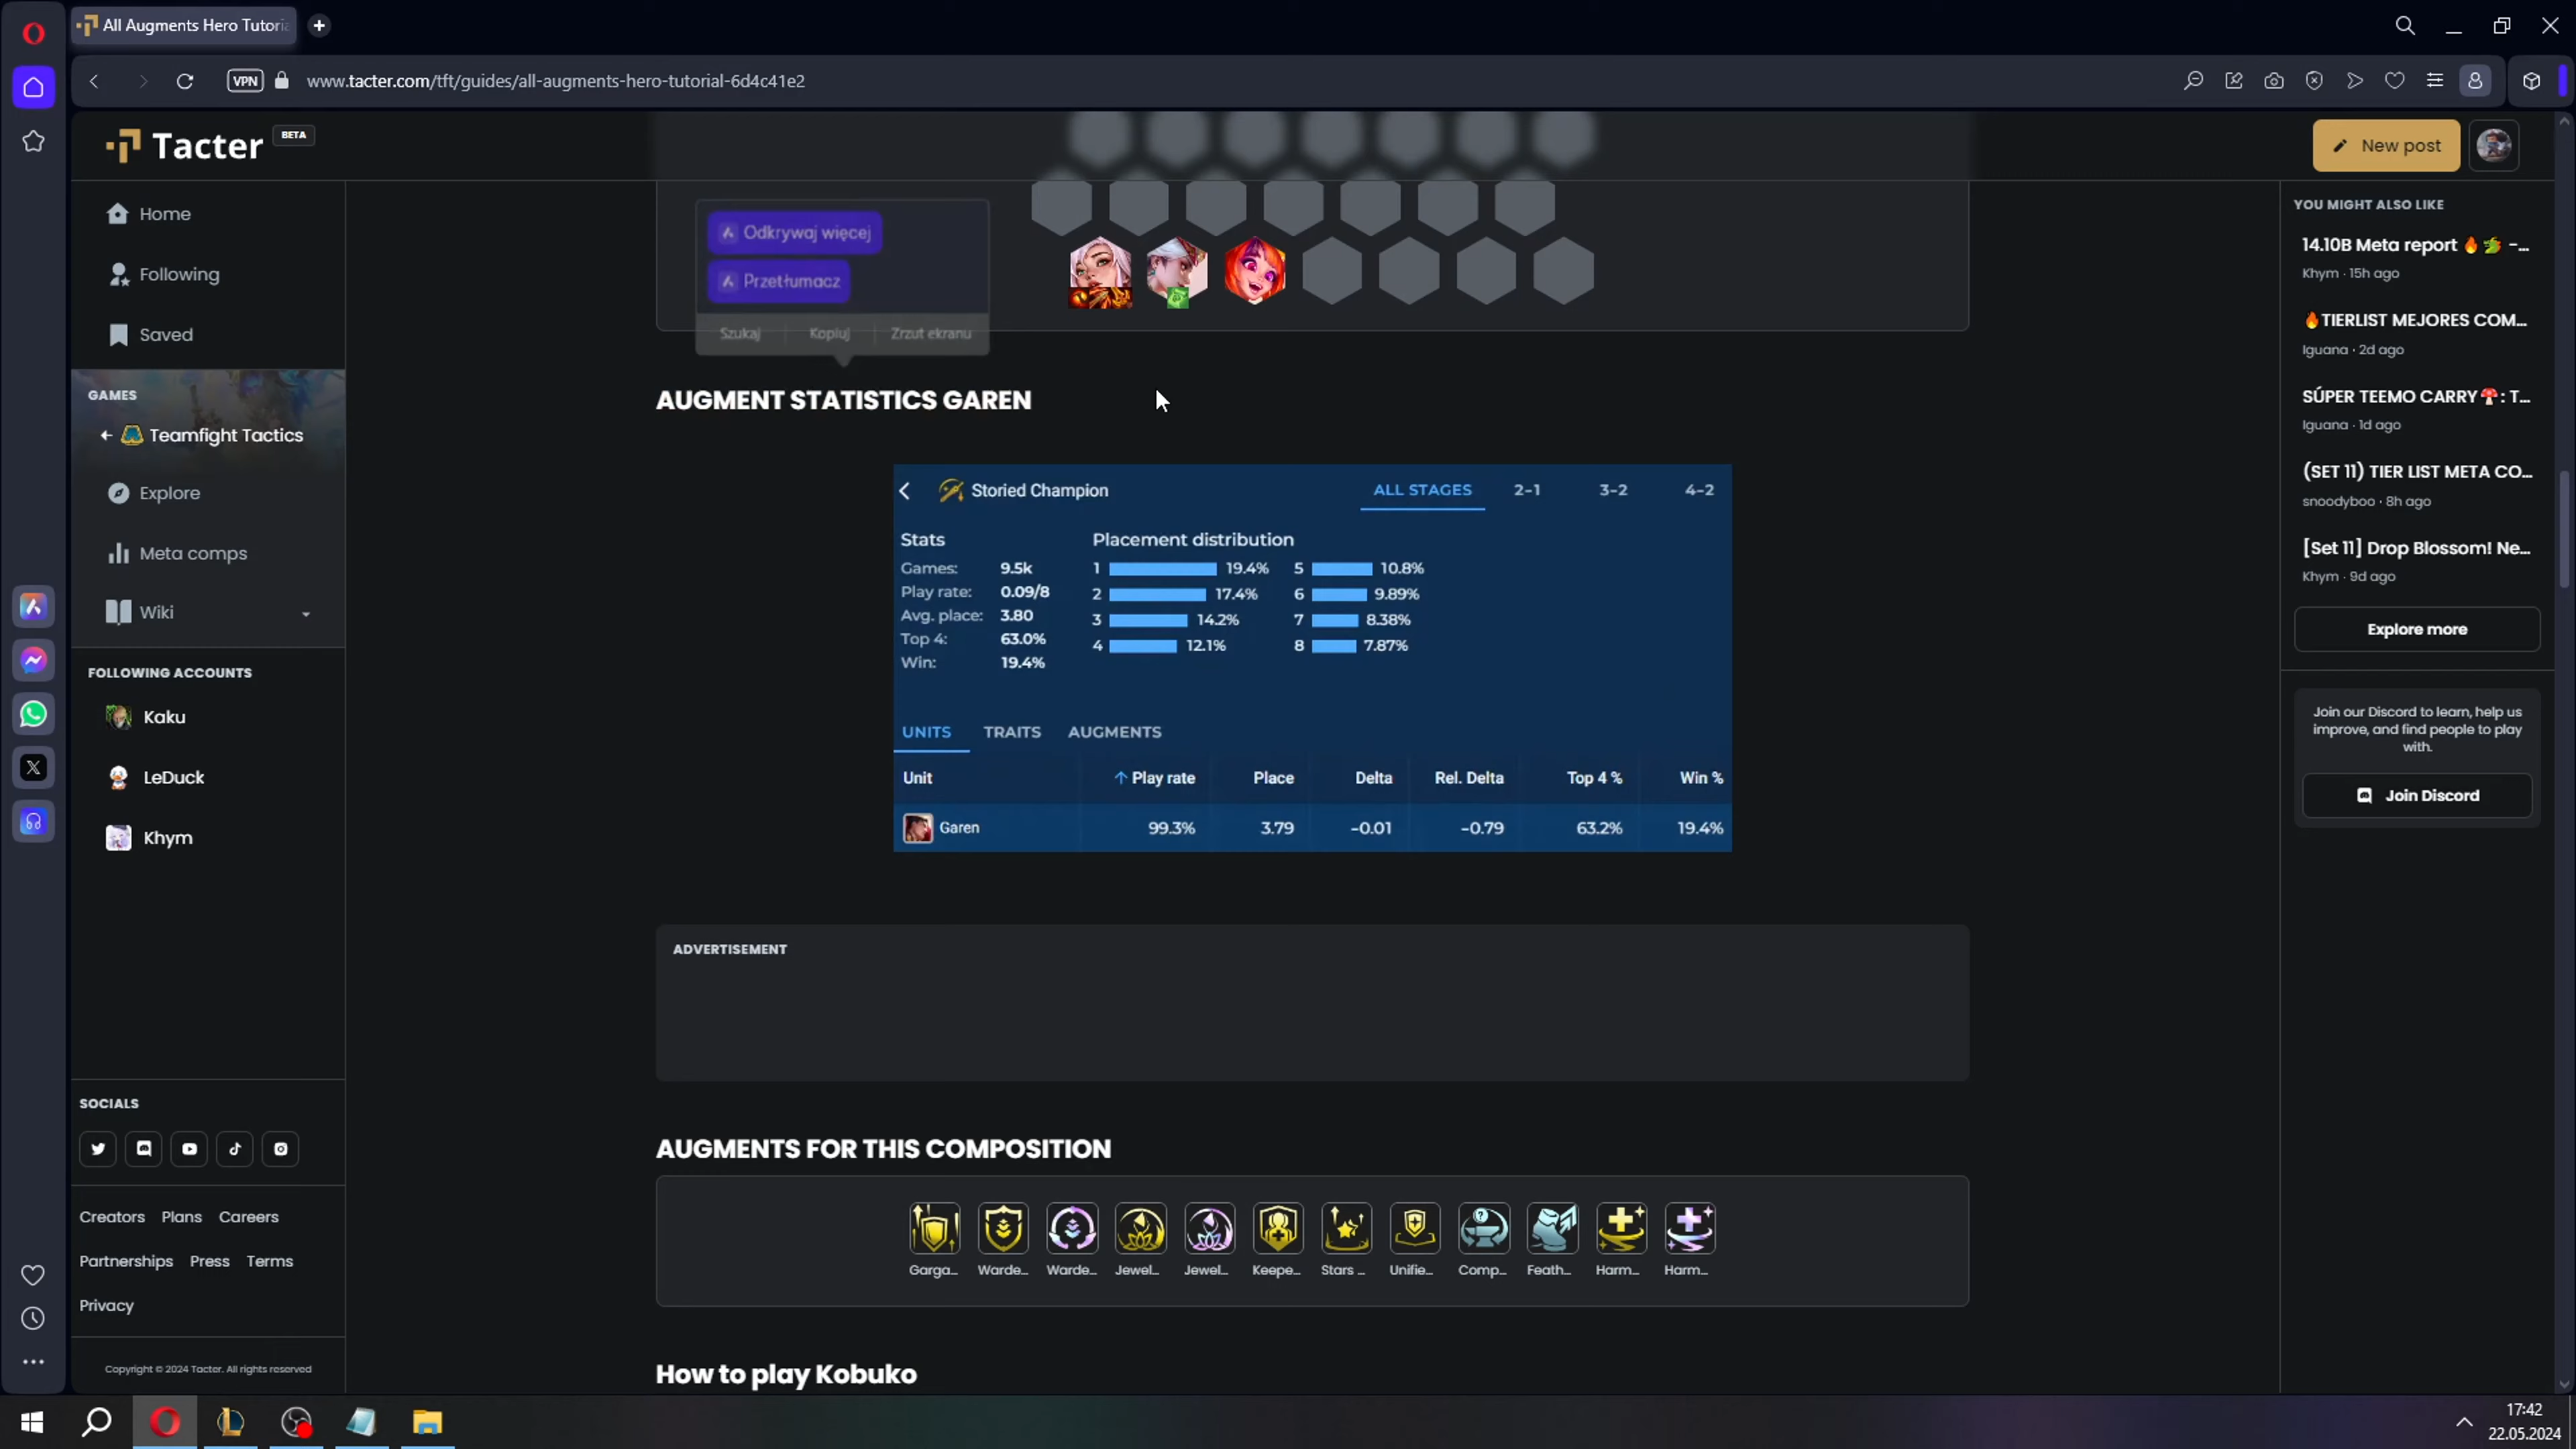 All Augments Hero Tutoria
VPN
www.tacter.com/tft/guides/all-augments-hero-tutorial-6d4c41e2
Tacter
BETA
New post
Home
Following
Saved
GAMES
Teamfight Tactics
Explore
Meta comps
Wiki
FOLLOWING ACCOUNTS
Kaku
LeDuck
Khym
SOCIALS
Creators Plans Careers
Partnerships Press Terms
Privacy
Copyright © 2024 Tacter. All rights reserved
Odkrywaj więcej
Przetłumacz
Szukaj Kopiuj Zrzut ekranu
AUGMENT STATISTICS GAREN
Storied Champion ALL STAGES 2-1 3-2 4-2
Stats Placement distribution
Games: 9.5k 1 19.4% 5 10.8%
Play rate: 0.09/8 2 17.4% 6 9.89%
Avg. place: 3.80 3 14.2% 7 8.38%
Top 4: 63.0% 4 12.1% 8 7.87%
Win: 19.4%
UNITS TRAITS AUGMENTS
Unit ↑ Play rate Place Delta Rel. Delta Top 4 % Win %
Garen 99.3% 3.79 -0.01 -0.79 63.2% 19.4%
ADVERTISEMENT
AUGMENTS FOR THIS COMPOSITION
Garga... Warde... Warde... Jewel... Jewel... Keepe... Stars ... Unifie... Comp... Feath... Harm... Harm...
How to play Kobuko
YOU MIGHT ALSO LIKE
14.10B Meta report 🔥🐉 -...
Khym · 15h ago
🔥TIERLIST MEJORES COM...
Iguana · 2d ago
SÚPER TEEMO CARRY🍄: T...
Iguana · 1d ago
(SET 11) TIER LIST META CO...
snoodyboo · 8h ago
[Set 11] Drop Blossom! Ne...
Khym · 9d ago
Explore more
Join our Discord to learn, help us
improve, and find people to play
with.
Join Discord
17:42
22.05.2024